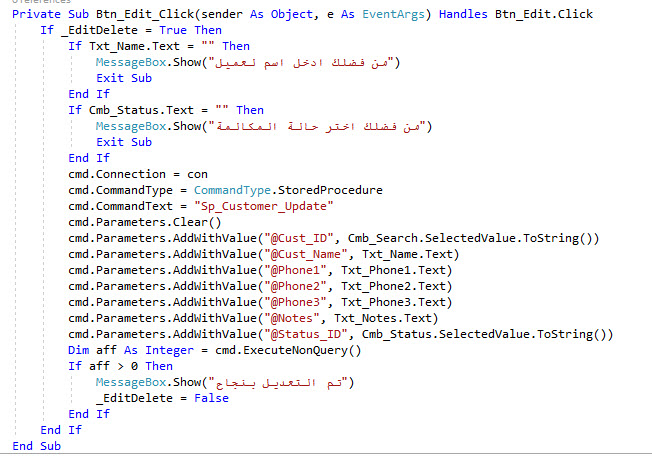 Private Sub Btn_Edit_Click(sender As Object, e As EventArgs) Handles Btn_Edit.Click
If _EditDelete = True Then
If Txt_Name.Text = "" Then
MessageBox.Show("من فضلك ادخل اسم لعميل")
Exit Sub
End If
If Cmb_Status.Text = "" Then
MessageBox.Show("من فضلك اختر حالة المكالمة")
Exit Sub
End If
cmd.Connection = con
cmd.CommandType = CommandType.StoredProcedure
cmd.CommandText = "Sp_Customer_Update"
cmd.Parameters.Clear()
cmd.Parameters.AddWithValue("@Cust_ID", Cmb_Search.SelectedValue.ToString())
cmd.Parameters.AddWithValue("@Cust_Name", Txt_Name.Text)
cmd.Parameters.AddWithValue("@Phone1", Txt_Phone1.Text)
cmd.Parameters.AddWithValue("@Phone2", Txt_Phone2.Text)
cmd.Parameters.AddWithValue("@Phone3", Txt_Phone3.Text)
cmd.Parameters.AddWithValue("@Notes", Txt_Notes.Text)
cmd.Parameters.AddWithValue("@Status_ID", Cmb_Status.SelectedValue.ToString())
Dim aff As Integer = cmd.ExecuteNonQuery()
If aff > 0 Then
MessageBox.Show("تم التعديل بنجاح")
_EditDelete = False
End If
End If
End Sub